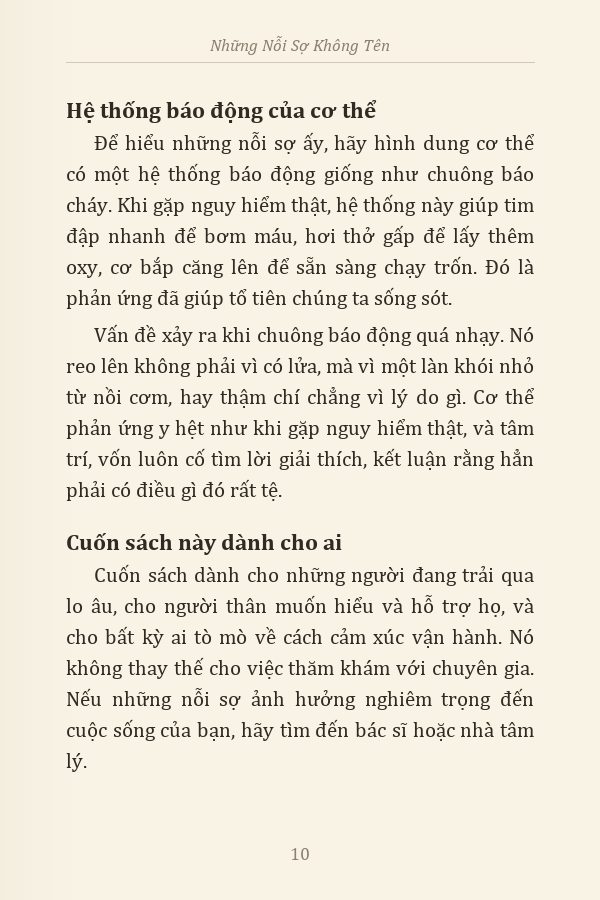 Những Nỗi Sợ Không Tên
Hệ thống báo động của cơ thể
Để hiểu những nỗi sợ ấy, hãy hình dung cơ thể
có một hệ thống báo động giống như chuông báo
cháy. Khi gặp nguy hiểm thật, hệ thống này giúp tim
đập nhanh để bơm máu, hơi thở gấp để lấy thêm
oxy, cơ bắp căng lên để sẵn sàng chạy trốn. Đó là
phản ứng đã giúp tổ tiên chúng ta sống sót.
Vấn đề xảy ra khi chuông báo động quá nhạy. Nó
reo lên không phải vì có lửa, mà vì một làn khói nhỏ
từ nồi cơm, hay thậm chí chẳng vì lý do gì. Cơ thể
phản ứng y hệt như khi gặp nguy hiểm thật, và tâm
trí, vốn luôn cố tìm lời giải thích, kết luận rằng hẳn
phải có điều gì đó rất tệ.
Cuốn sách này dành cho ai
Cuốn sách dành cho những người đang trải qua
lo âu, cho người thân muốn hiểu và hỗ trợ họ, và
cho bất kỳ ai tò mò về cách cảm xúc vận hành. Nó
không thay thế cho việc thăm khám với chuyên gia.
Nếu những nỗi sợ ảnh hưởng nghiêm trọng đến
cuộc sống của bạn, hãy tìm đến bác sĩ hoặc nhà tâm
lý.
10